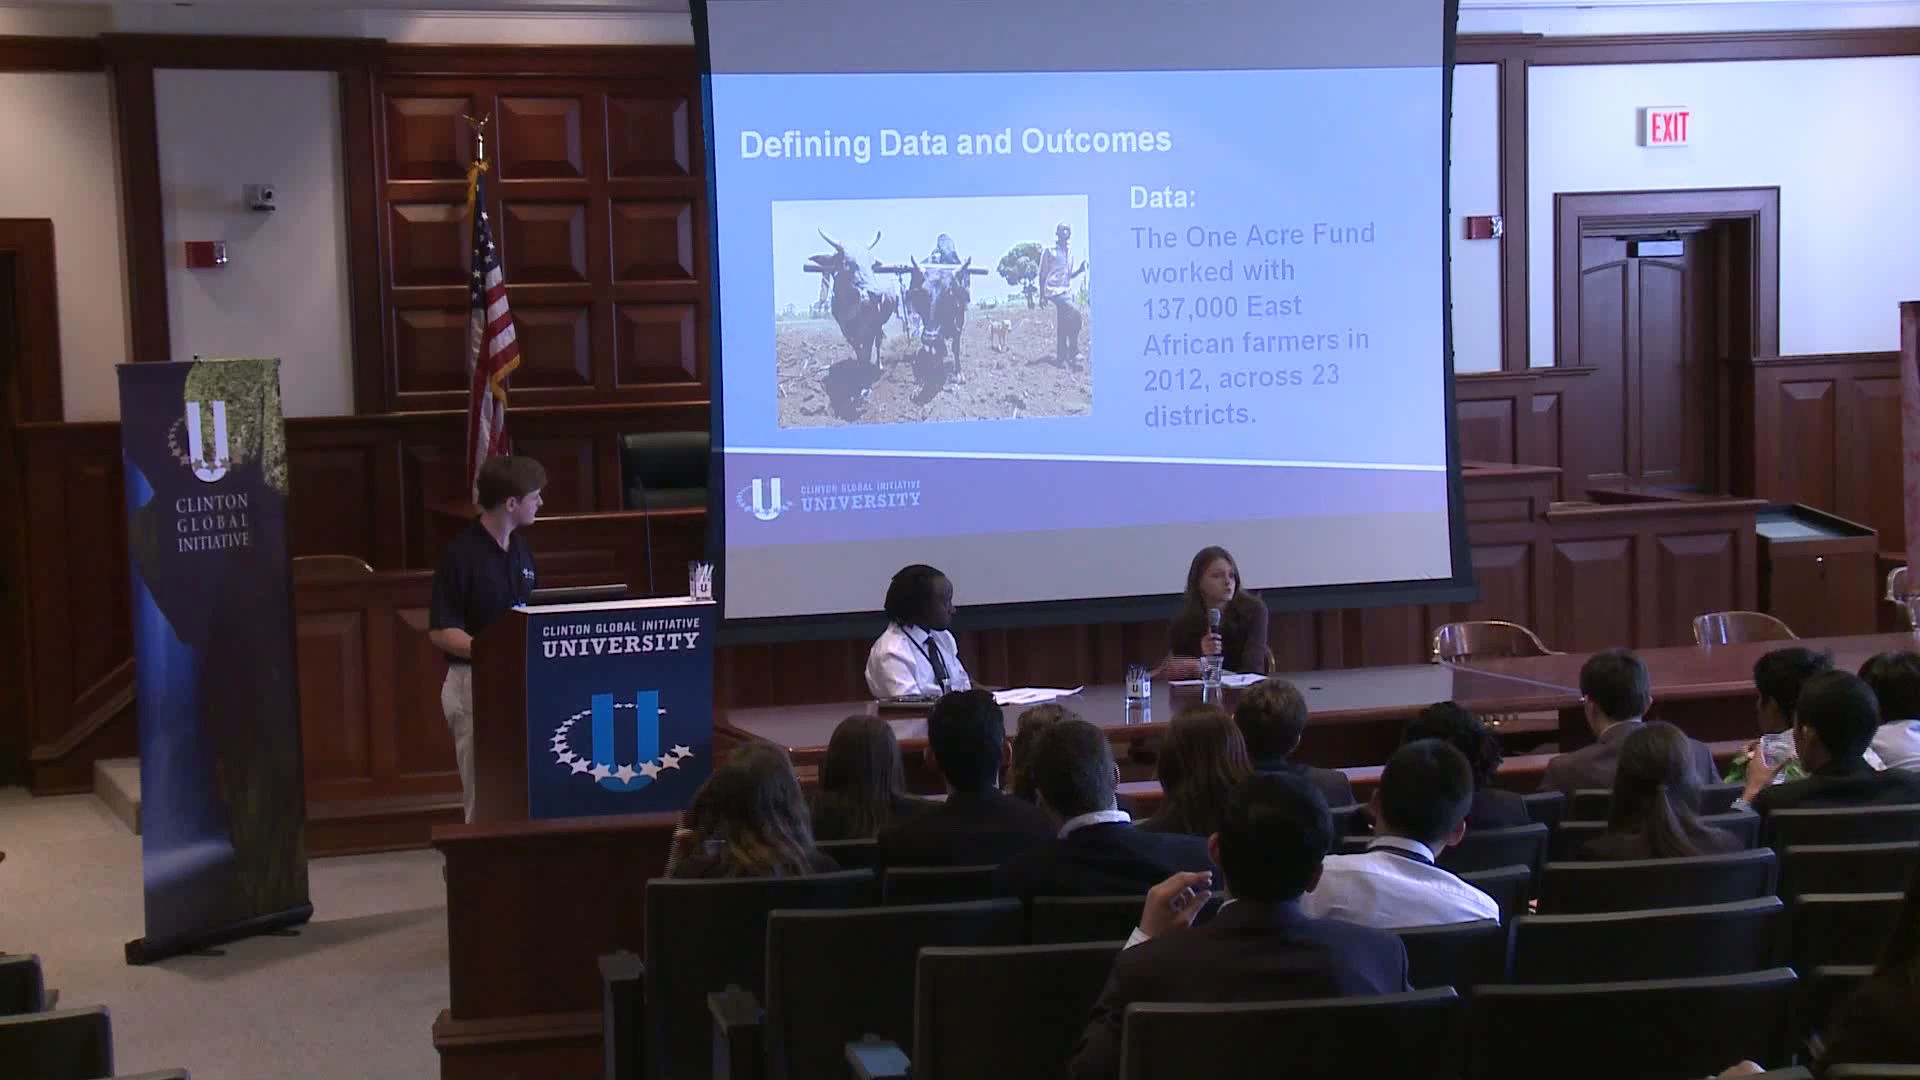 Defining Data and Outcomes
Data:
The One Acre Fund
worked with
137,000 East
African farmers in
2012, across 23
districts.
CLINTON GLOBAL INITIATIVE
UNIVERSITY
EXIT
CLINTON
GLOBAL
INITIATIVE
CLINTON GLOBAL INITIATIVE
UNIVERSITY